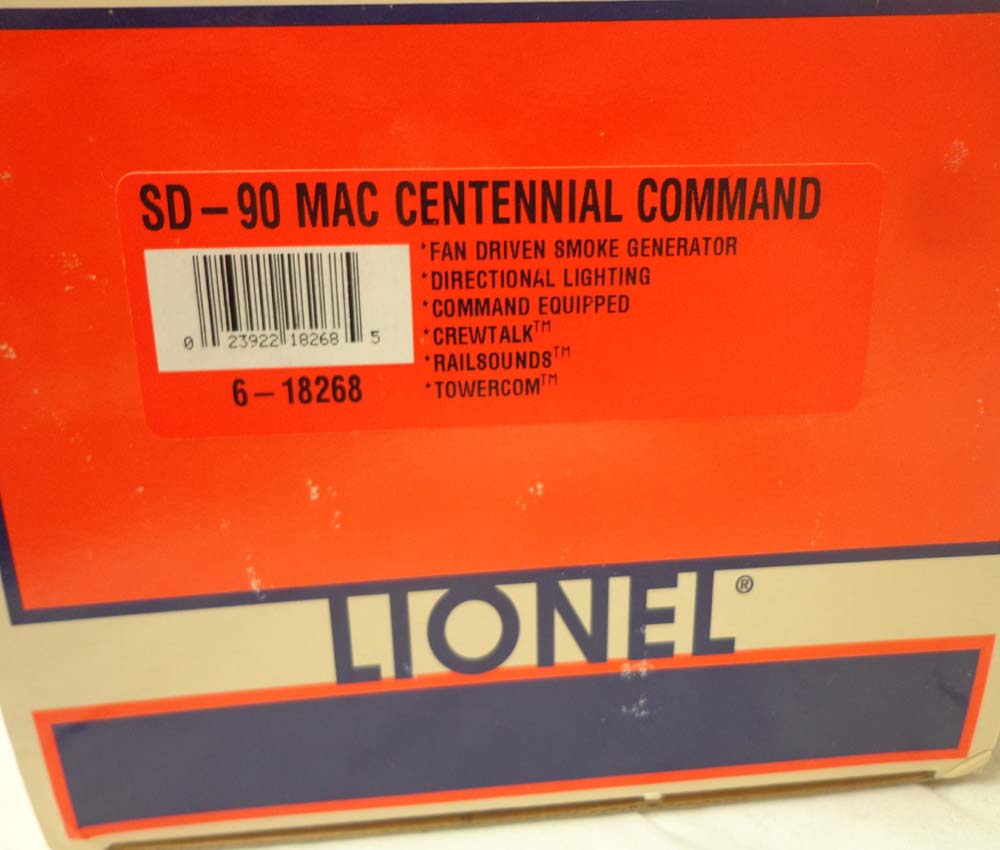 SD – 90 MAC CENTENNIAL COMMAND
*FAN DRIVEN SMOKE GENERATOR
*DIRECTIONAL LIGHTING
*COMMAND EQUIPPED
*CREWTALK™
*RAILSOUNDS™
*TOWERCOM™
0 23922 18268 5
6 – 18268
LIONEL®